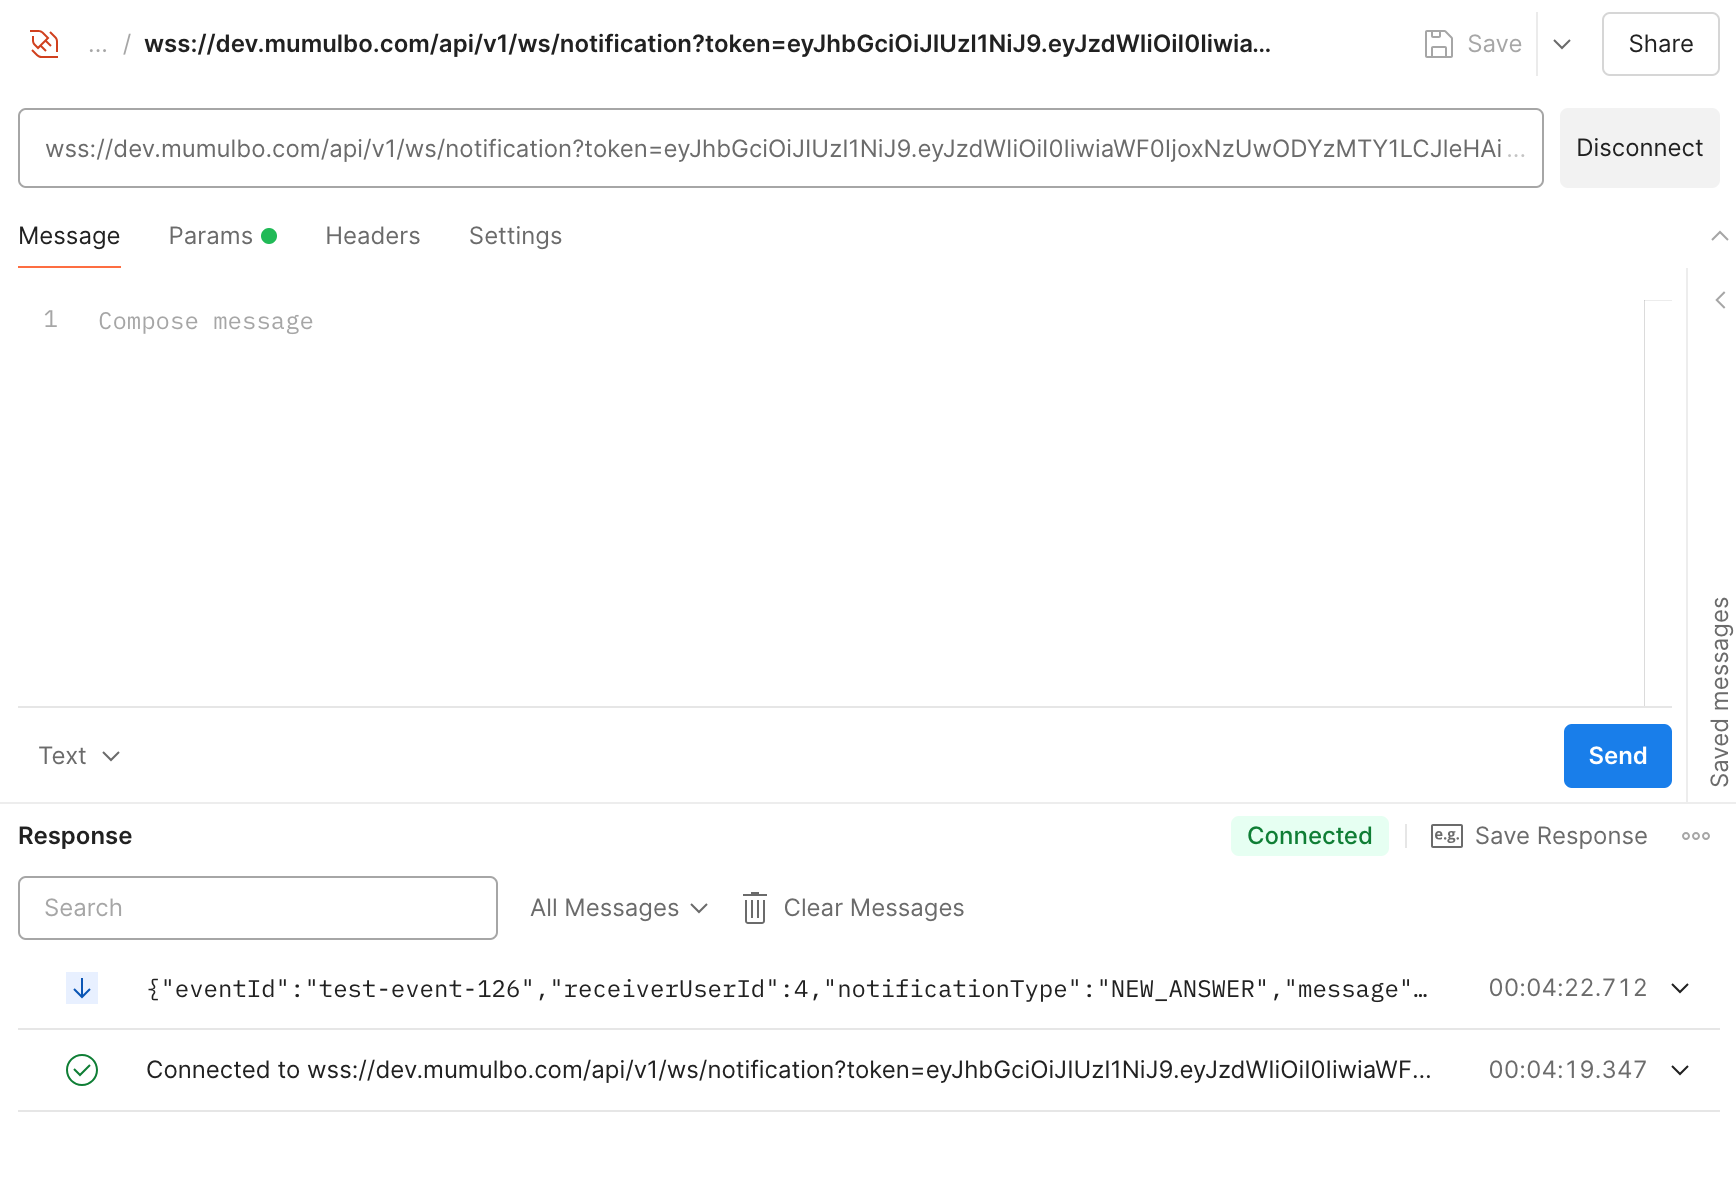 ... / wss://dev.mumulbo.com/api/v1/ws/notification?token=eyJhbGciOiJIUzI1NiJ9.eyJzdWIiOiI0Iiwia...
Save
Share
wss://dev.mumulbo.com/api/v1/ws/notification?token=eyJhbGciOiJIUzI1NiJ9.eyJzdWIiOiI0IiwiaWF0IjoxNzUwODYzMTY1LCJleHAi...
Disconnect
Message Params Headers Settings
1 Compose message
Saved messages
Text
Send
Response
Connected
e.g. Save Response
Search
All Messages
Clear Messages
{"eventId":"test-event-126","receiverUserId":4,"notificationType":"NEW_ANSWER","message"… 00:04:22.712
Connected to wss://dev.mumulbo.com/api/v1/ws/notification?token=eyJhbGciOiJIUzI1NiJ9.eyJzdWIiOiI0IiwiaWF... 00:04:19.347